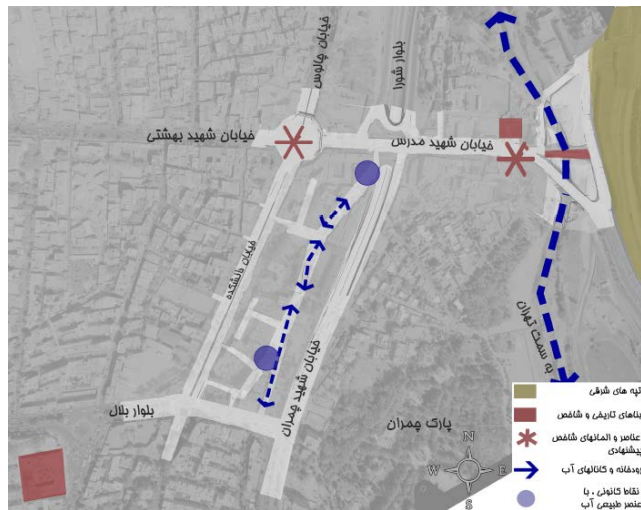 خیابان چالوس
بلوار شورا
خیابان شهید بهشتی
خیابان شهید مدرس
خیابان دانشکده
خیابان شهید چمران
به سمت تهران
بلوار بلال
پارک چمران
N
W
E
S
تپه های شرقی
بناهای تاریخی و شاخص
عناصر و المانهای شاخص
پیشنهادی
رودخانه و کانالهای آب
نقاط کانونی ، با
عنصر طبیعی آب